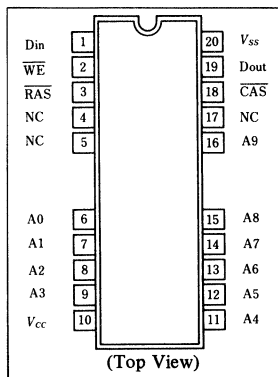 Din 1 20 Vss
WE 2 19 Dout
RAS 3 18 CAS
NC 4 17 NC
NC 5 16 A9
A0 6 15 A8
A1 7 14 A7
A2 8 13 A6
A3 9 12 A5
Vcc 10 11 A4
(Top View)